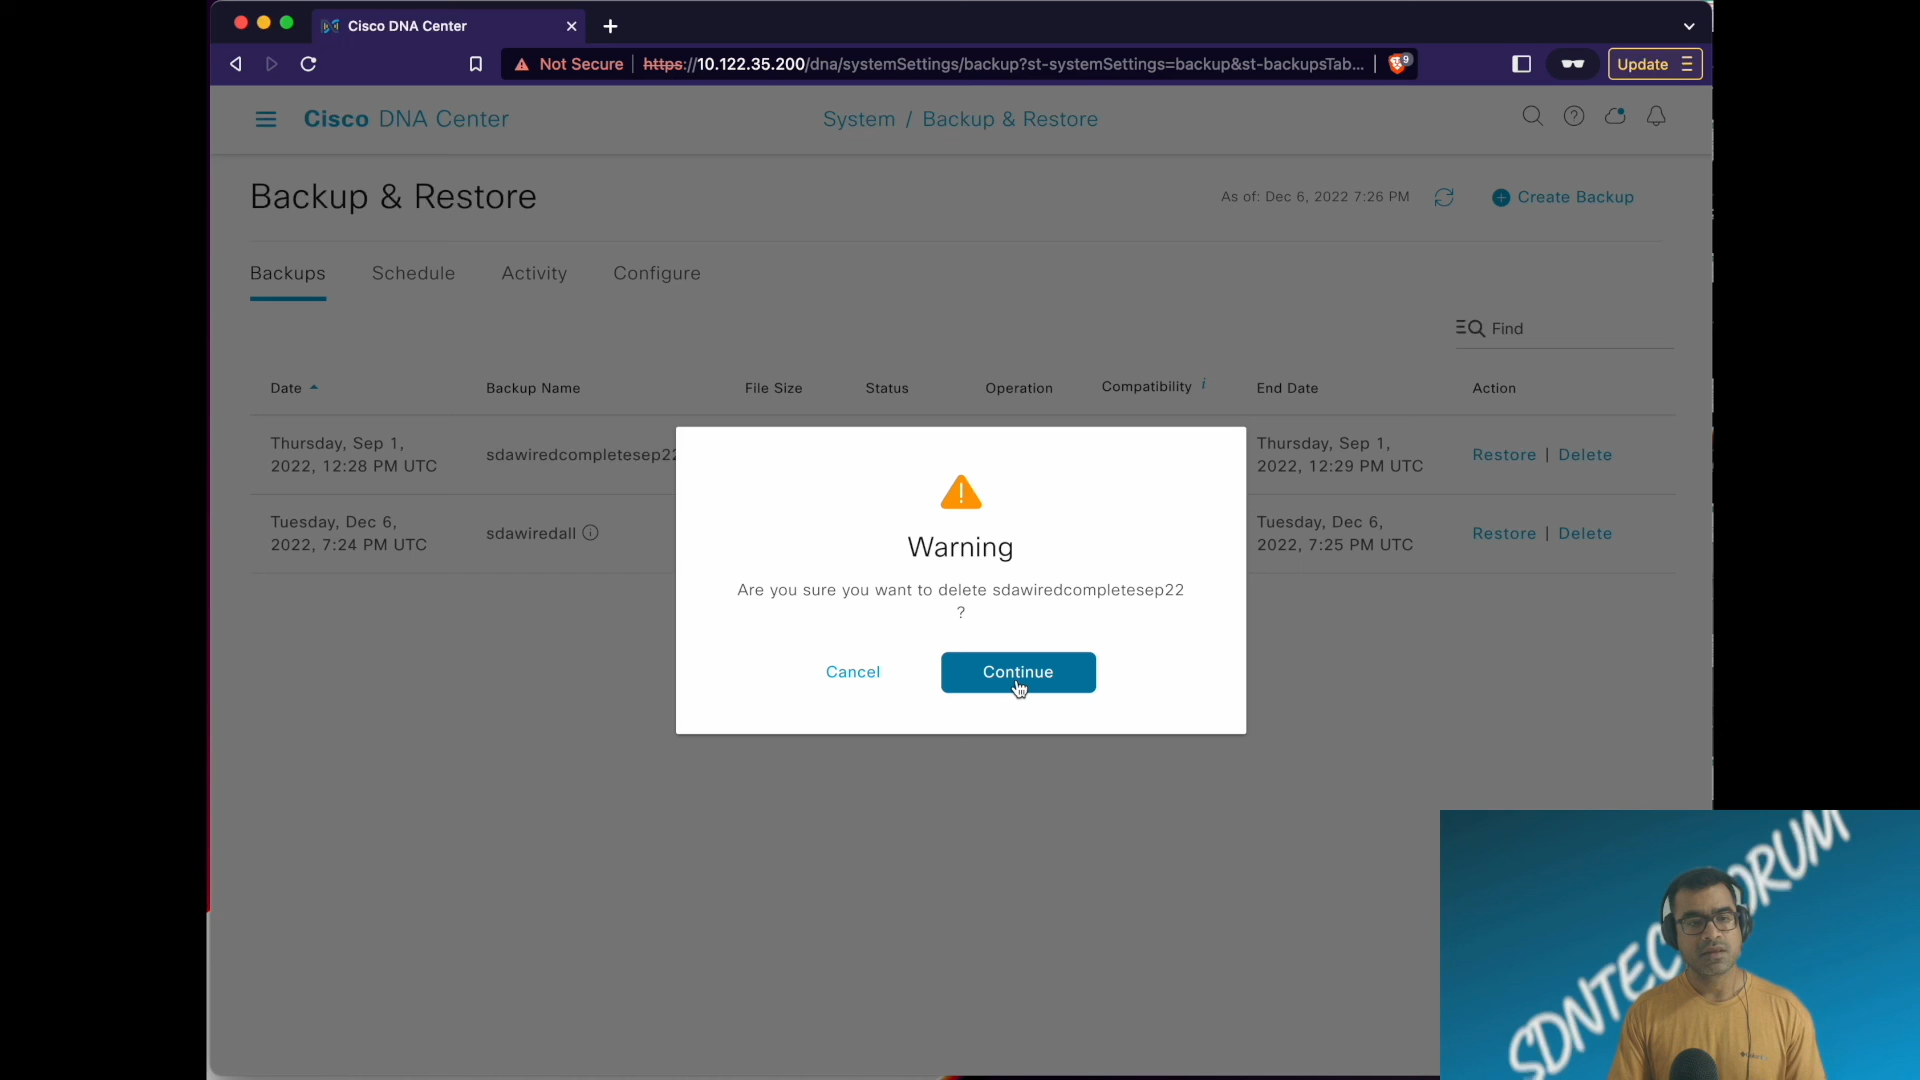 Cisco DNA Center
Not Secure https://10.122.35.200/dna/systemSettings/backup?st-systemSettings=backup&st-backupsTab... 9 Update
Cisco DNA Center System / Backup & Restore
Backup & Restore As of: Dec 6, 2022 7:26 PM Create Backup
Backups Schedule Activity Configure
Find
Date Backup Name File Size Status Operation Compatibility i End Date Action
Thursday, Sep 1, 2022, 12:28 PM UTC sdawiredcompletesep22 Thursday, Sep 1, 2022, 12:29 PM UTC Restore | Delete
Tuesday, Dec 6, 2022, 7:24 PM UTC sdawiredall Tuesday, Dec 6, 2022, 7:25 PM UTC Restore | Delete
Warning
Are you sure you want to delete sdawiredcompletesep22
?
Cancel Continue